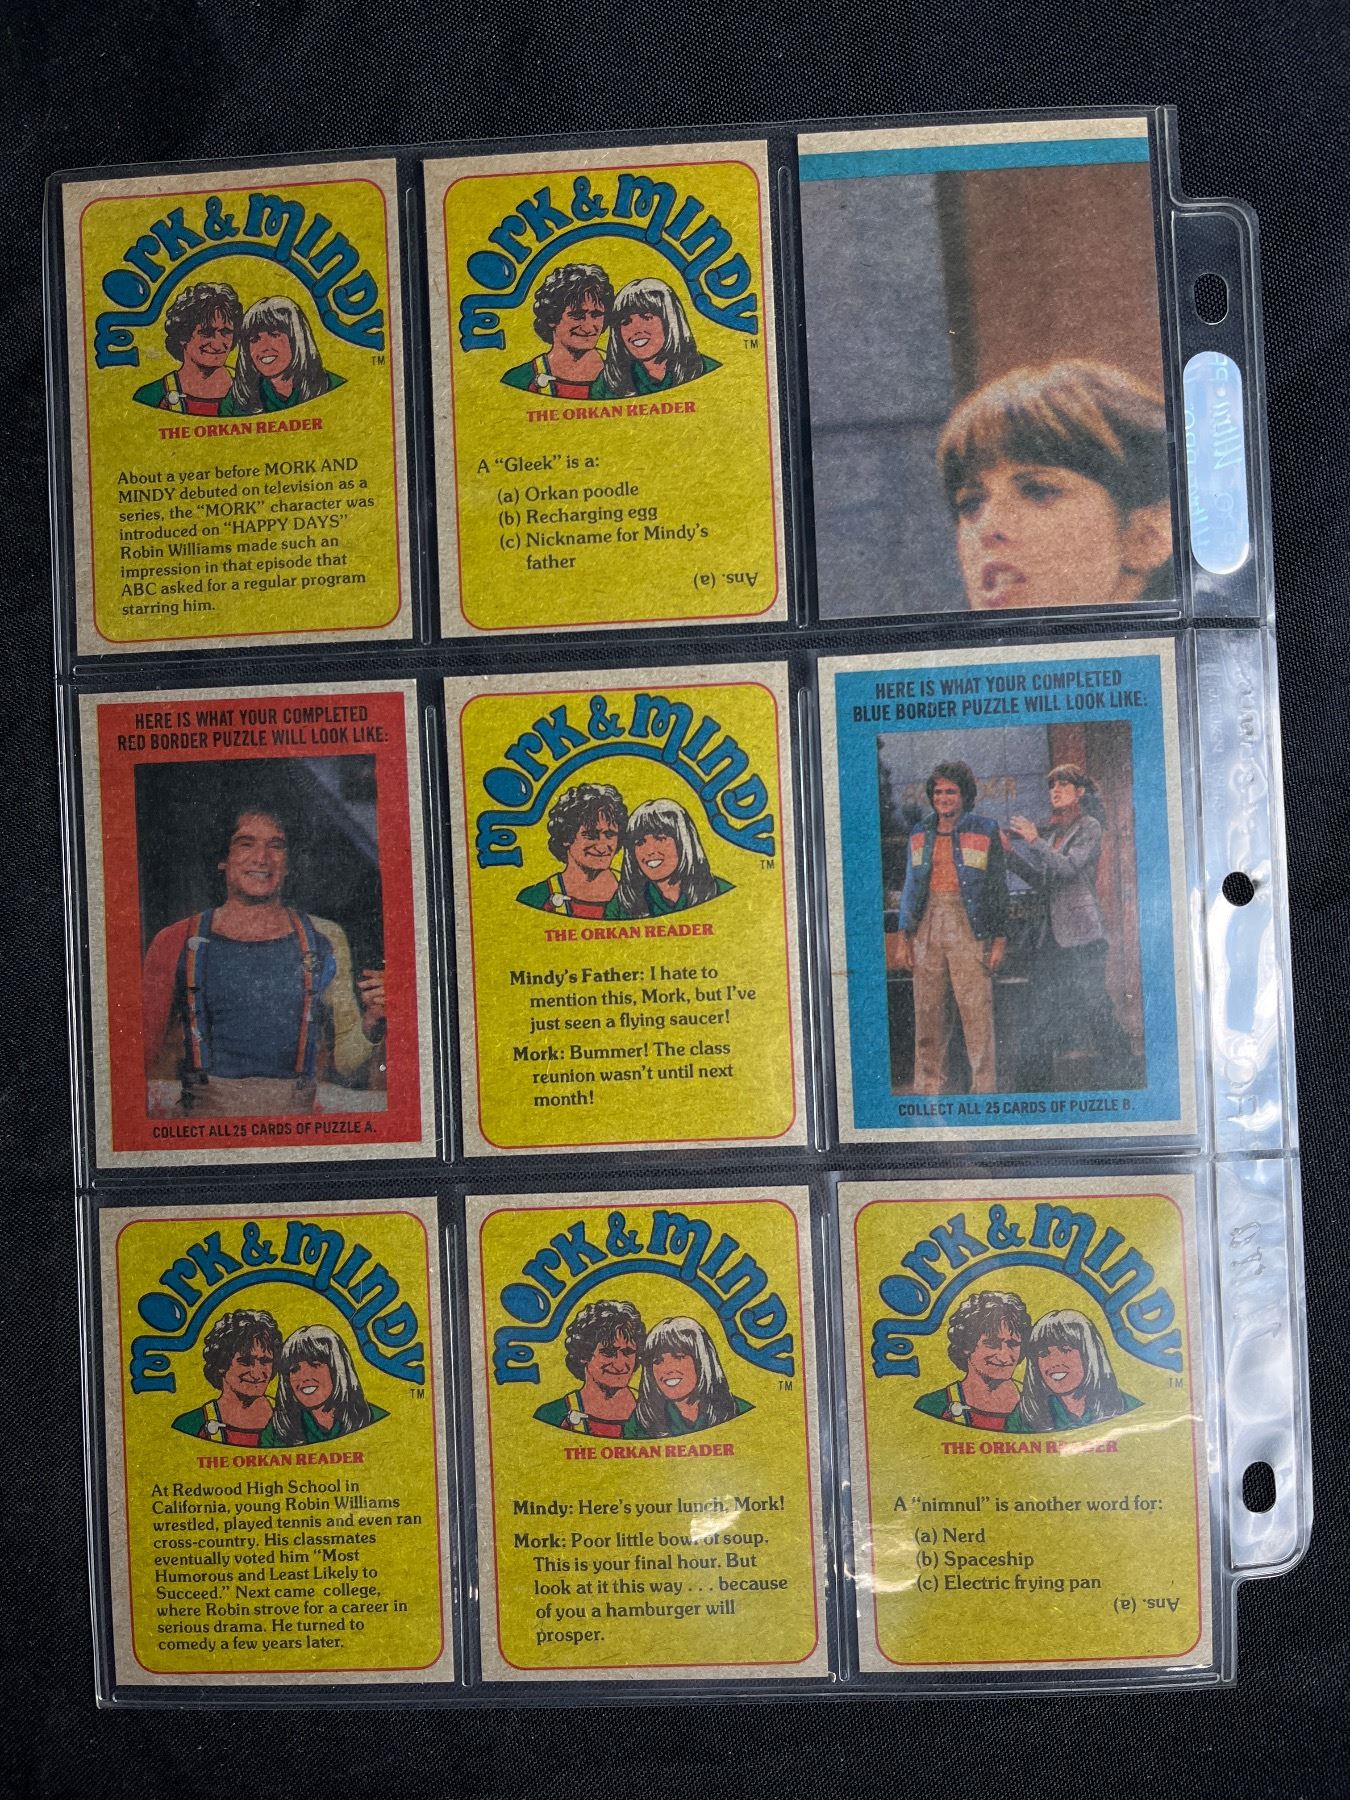 MORK & MINDY
TM
THE ORKAN READER
About a year before MORK AND
MINDY debuted on television as a
series, the "MORK" character was
introduced on "HAPPY DAYS"
Robin Williams made such an
impression in that episode that
ABC asked for a regular program
starring him.
MORK & MINDY
TM
THE ORKAN READER
A "Gleek" is a:
(a) Orkan poodle
(b) Recharging egg
(c) Nickname for Mindy's
father
Ans. (a)
HERE IS WHAT YOUR COMPLETED
RED BORDER PUZZLE WILL LOOK LIKE:
COLLECT ALL 25 CARDS OF PUZZLE A.
MORK & MINDY
TM
THE ORKAN READER
Mindy's Father: I hate to
mention this, Mork, but I've
just seen a flying saucer!
Mork: Bummer! The class
reunion wasn't until next
month!
HERE IS WHAT YOUR COMPLETED
BLUE BORDER PUZZLE WILL LOOK LIKE:
COLLECT ALL 25 CARDS OF PUZZLE B.
MORK & MINDY
TM
THE ORKAN READER
At Redwood High School in
California, young Robin Williams
wrestled, played tennis and even ran
cross-country. His classmates
eventually voted him "Most
Humorous and Least Likely to
Succeed." Next came college,
where Robin strove for a career in
serious drama. He turned to
comedy a few years later.
MORK & MINDY
TM
THE ORKAN READER
Mindy: Here's your lunch, Mork!
Mork: Poor little bowl of soup.
This is your final hour. But
look at it this way . . . because
of you a hamburger will
prosper.
MORK & MINDY
TM
THE ORKAN READER
A "nimnul" is another word for:
(a) Nerd
(b) Spaceship
(c) Electric frying pan
Ans. (a)